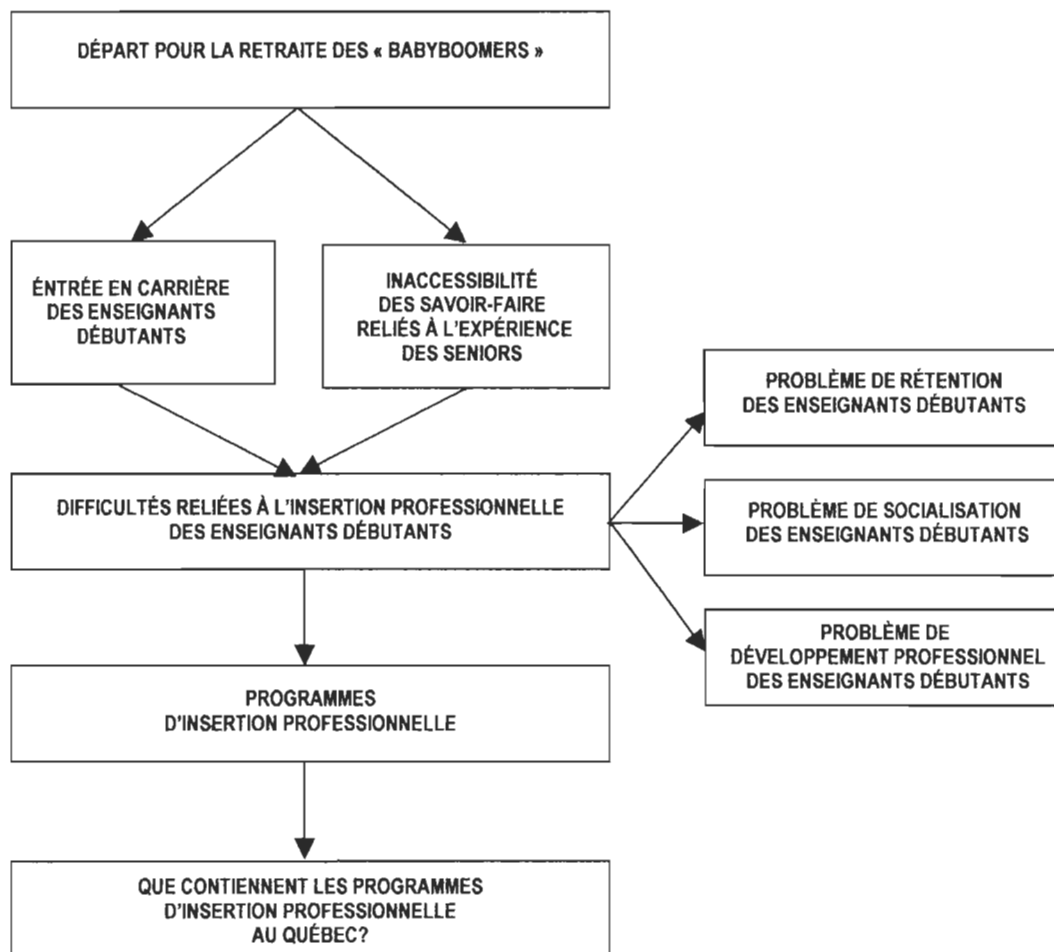 DÉPART POUR LA RETRAITE DES « BABYBOOMERS »
ÉNTRÉE EN CARRIÈRE
DES ENSEIGNANTS
DÉBUTANTS
INACCESSIBILITÉ
DES SAVOIR-FAIRE
RELIÉS À L'EXPÉRIENCE
DES SENIORS
DIFFICULTÉS RELIÉES À L'INSERTION PROFESSIONNELLE
DES ENSEIGNANTS DÉBUTANTS
PROBLÈME DE RÉTENTION
DES ENSEIGNANTS DÉBUTANTS
PROBLÈME DE SOCIALISATION
DES ENSEIGNANTS DÉBUTANTS
PROBLÈME DE
DÉVELOPPEMENT PROFESSIONNEL
DES ENSEIGNANTS DÉBUTANTS
PROGRAMMES
D'INSERTION PROFESSIONNELLE
QUE CONTIENNENT LES PROGRAMMES
D'INSERTION PROFESSIONNELLE
AU QUÉBEC?